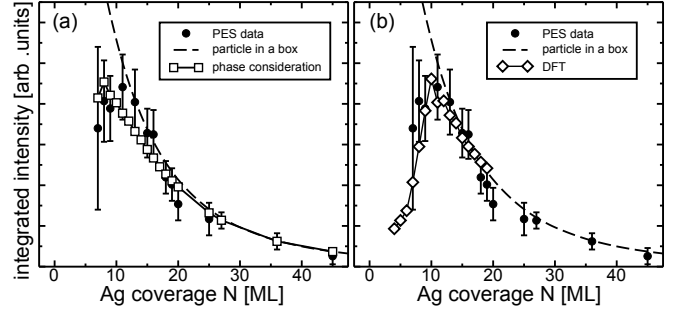 integrated intensity [arb .units]
(a)
PES data
particle in a box
phase consideration
0 10 20 30 40
Ag coverage N [ML]
(b)
PES data
particle in a box
DFT
0 10 20 30 40
Ag coverage N [ML]